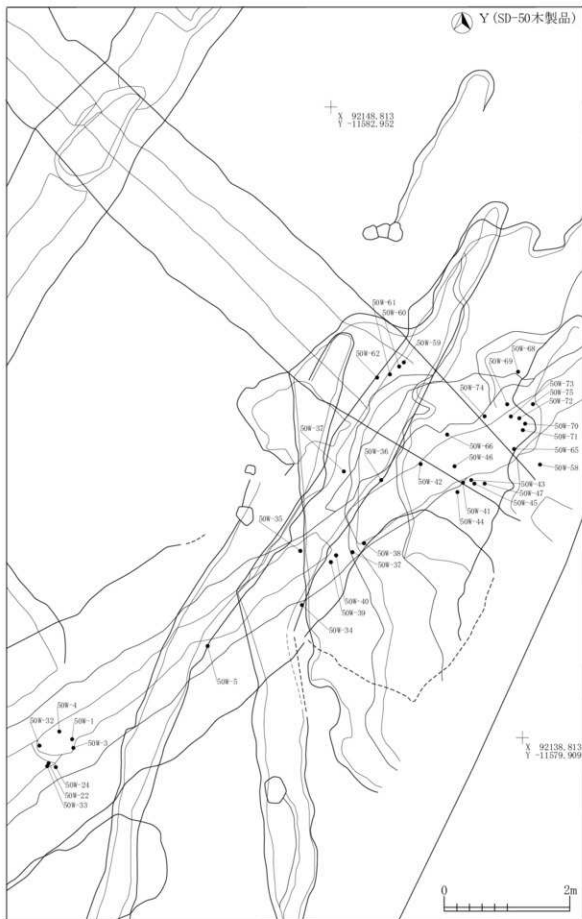 Y (SD-50木製品)
X 92148.813
Y -11582.952
50W-61
50W-60
50W-59
50W-62
50W-68
50W-69
50W-73
50W-75
50W-72
50W-74
50W-70
50W-71
50W-37
50W-36
50W-66
50W-46
50W-65
50W-58
50W-42
50W-43
50W-47
50W-45
50W-41
50W-44
50W-35
50W-38
50W-37
50W-40
50W-39
50W-34
50W-5
50W-4
50W-32
50W-1
50W-3
50W-24
50W-22
50W-33
X 92138.813
Y -11579.909
0 2m